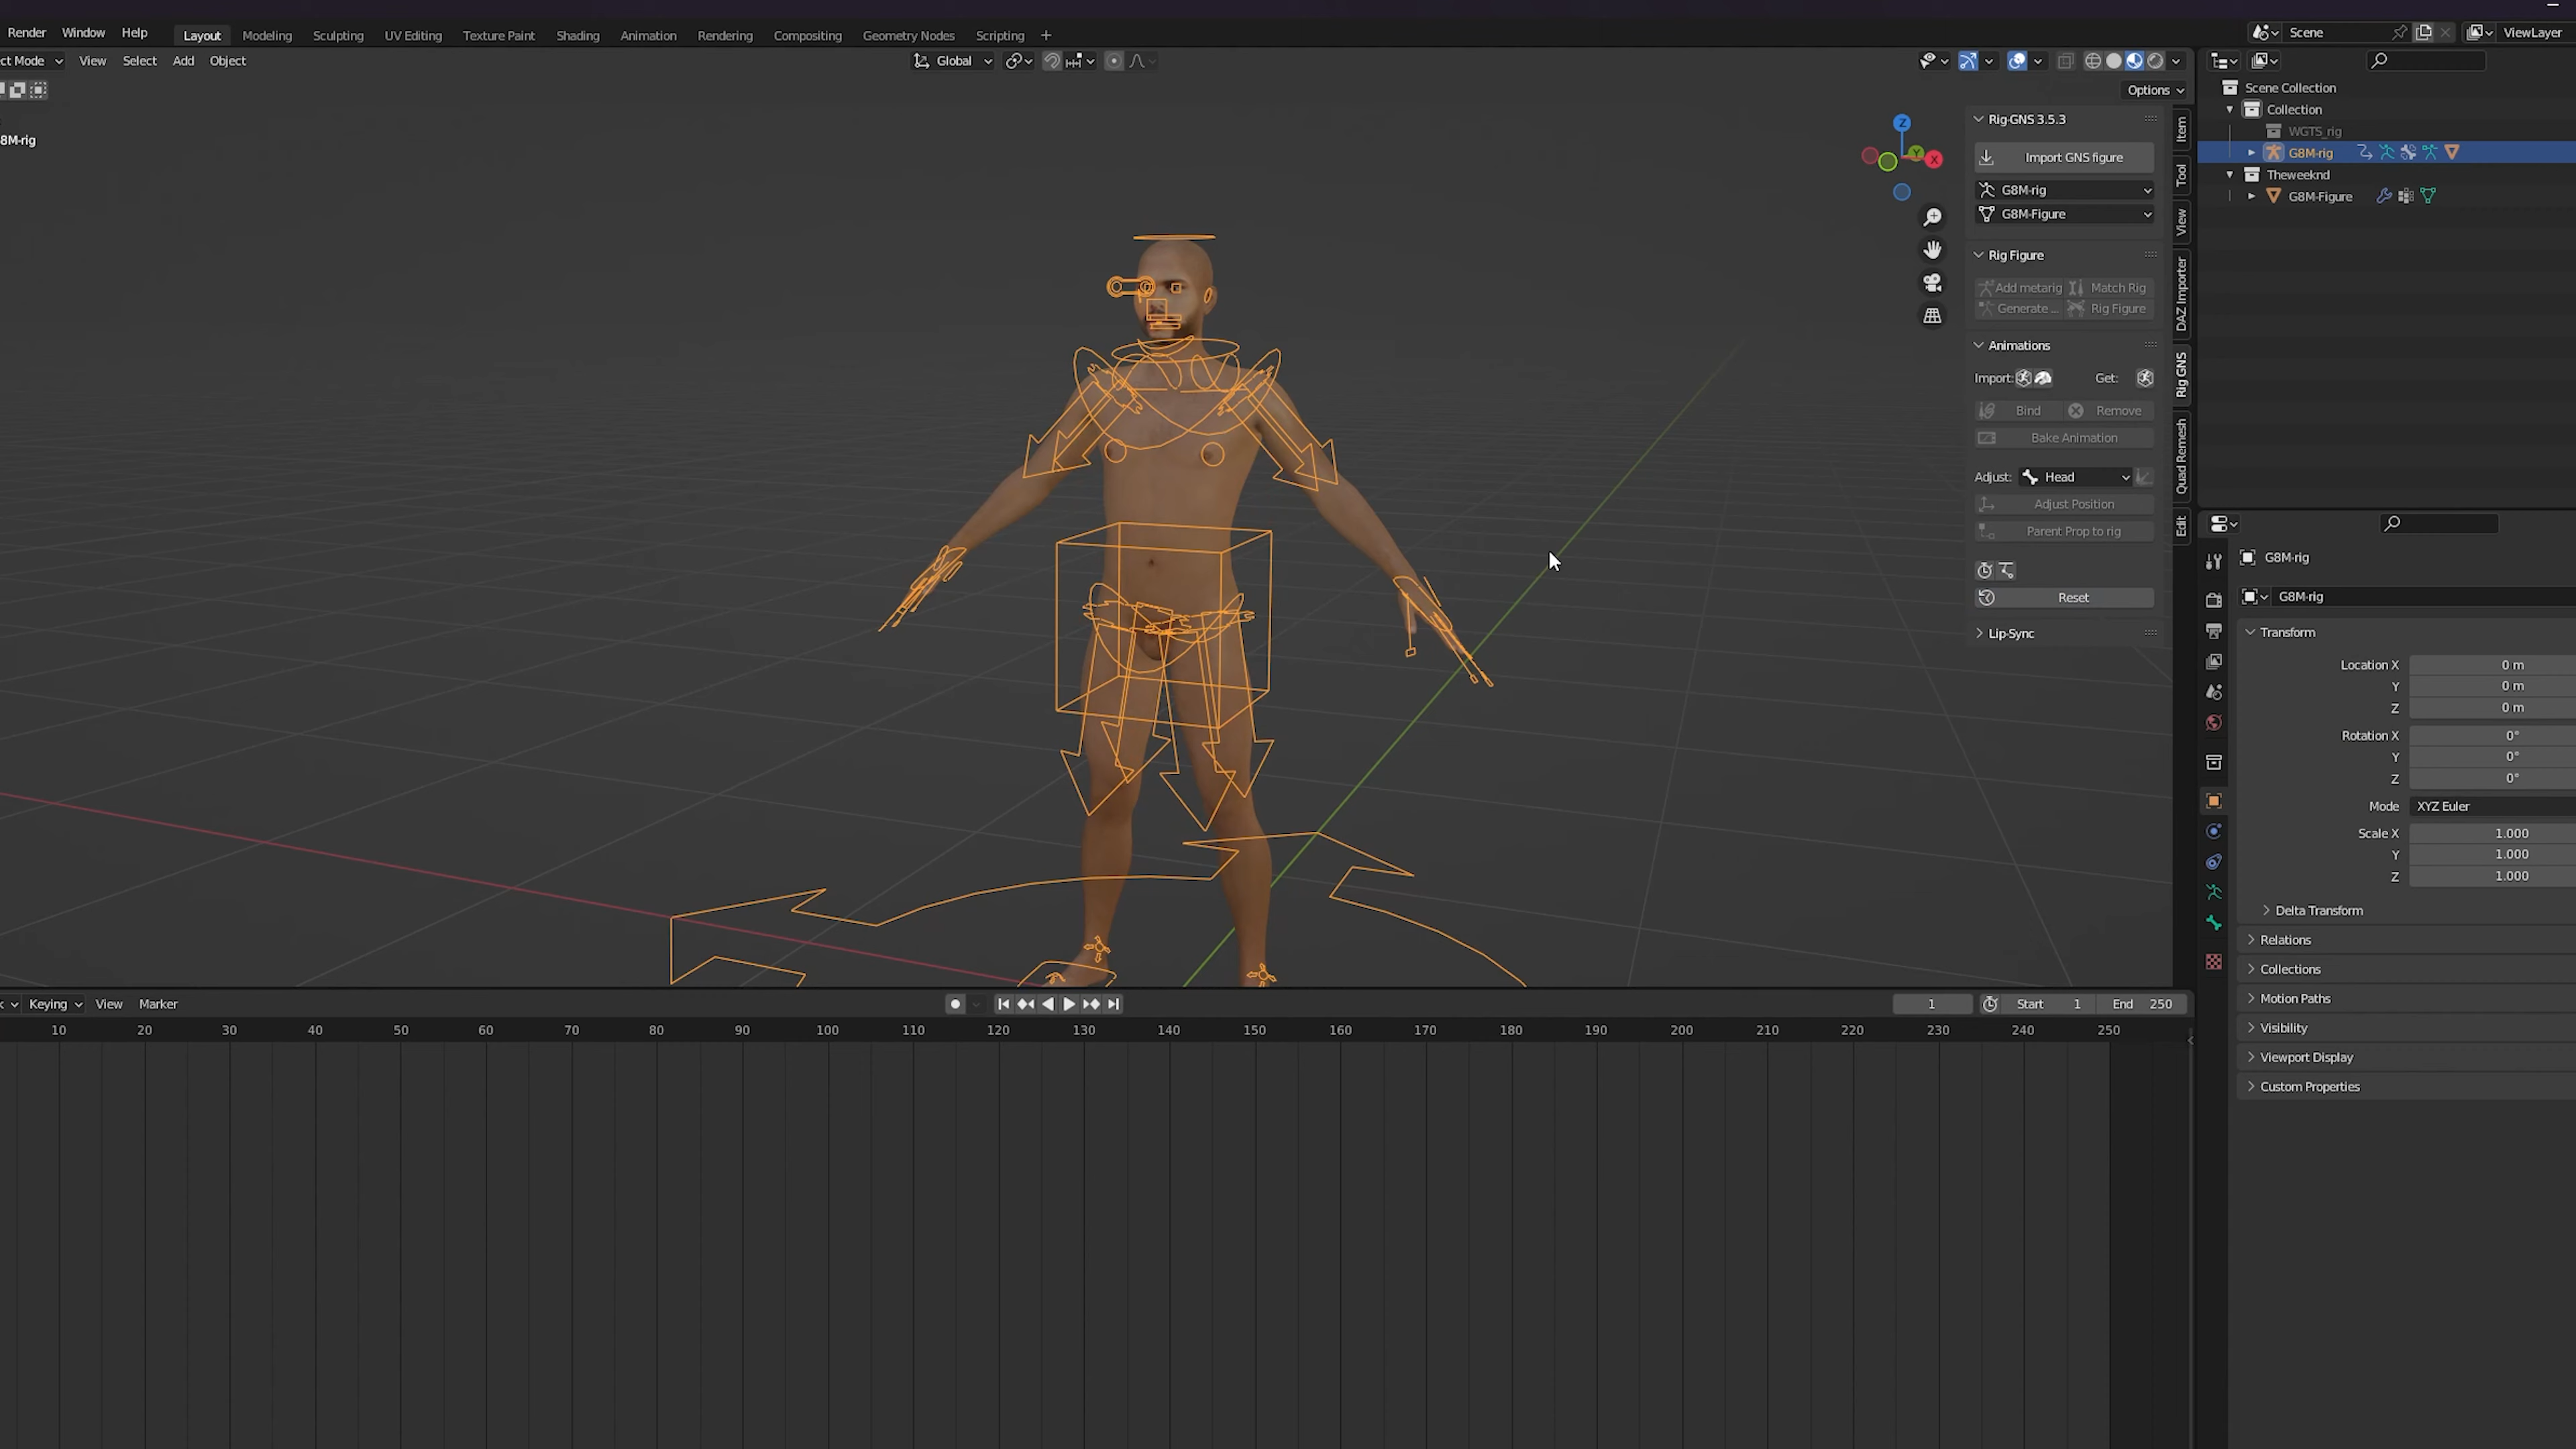 Render Window Help Layout Modeling Sculpting UV Editing Texture Paint Shading Animation Rendering Compositing Geometry Nodes Scripting + Scene ViewLayer
ct Mode View Select Add Object Global
Options
8M-rig
Rig-GNS 3.5.3
Import GNS figure
G8M-rig
G8M-Figure
Rig Figure
Add metarig Match Rig
Generate ... Rig Figure
Animations
Import: Get:
Bind Remove
Bake Animation
Adjust: Head
Adjust Position
Parent Prop to rig
Reset
Lip-Sync
Item
Tool
View
DAZ Importer
Rig GNS
Quad Remesh
Edit
Z
Y
X
Scene Collection
Collection
WGTS_rig
G8M-rig
Theweeknd
G8M-Figure
G8M-rig
G8M-rig
Transform
Location X 0 m
Y 0 m
Z 0 m
Rotation X 0°
Y 0°
Z 0°
Mode XYZ Euler
Scale X 1.000
Y 1.000
Z 1.000
Delta Transform
Relations
Collections
Motion Paths
Visibility
Viewport Display
Custom Properties
Keying View Marker 1 Start 1 End 250
10 20 30 40 50 60 70 80 90 100 110 120 130 140 150 160 170 180 190 200 210 220 230 240 250